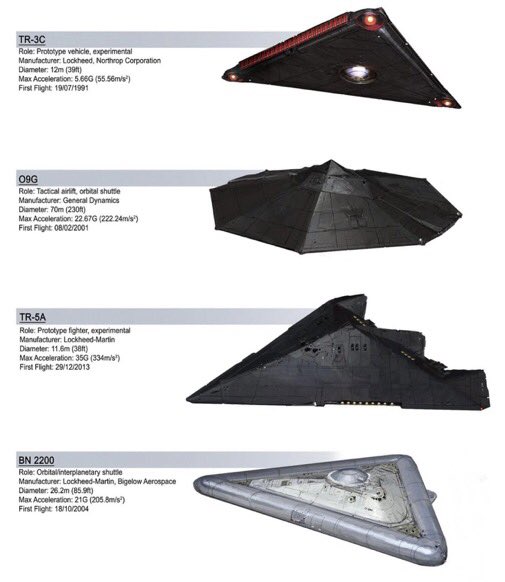 TR-3C
Role: Prototype vehicle, experimental
Manufacturer: Lockheed, Northrop Corporation
Diameter: 12m (39ft)
Max Acceleration: 5.66G (55.56m/s²)
First Flight: 19/07/1991
O9G
Role: Tactical airlift, orbital shuttle
Manufacturer: General Dynamics
Diameter: 70m (230ft)
Max Acceleration: 22.67G (222.24m/s²)
First Flight: 08/02/2001
TR-5A
Role: Prototype fighter, experimental
Manufacturer: Lockheed-Martin
Diameter: 11.6m (38ft)
Max Acceleration: 35G (334m/s²)
First Flight: 29/12/2013
BN 2200
Role: Orbital/interplanetary shuttle
Manufacturer: Lockheed-Martin, Bigelow Aerospace
Diameter: 26.2m (85.9ft)
Max Acceleration: 21G (205.8m/s²)
First Flight: 18/10/2004